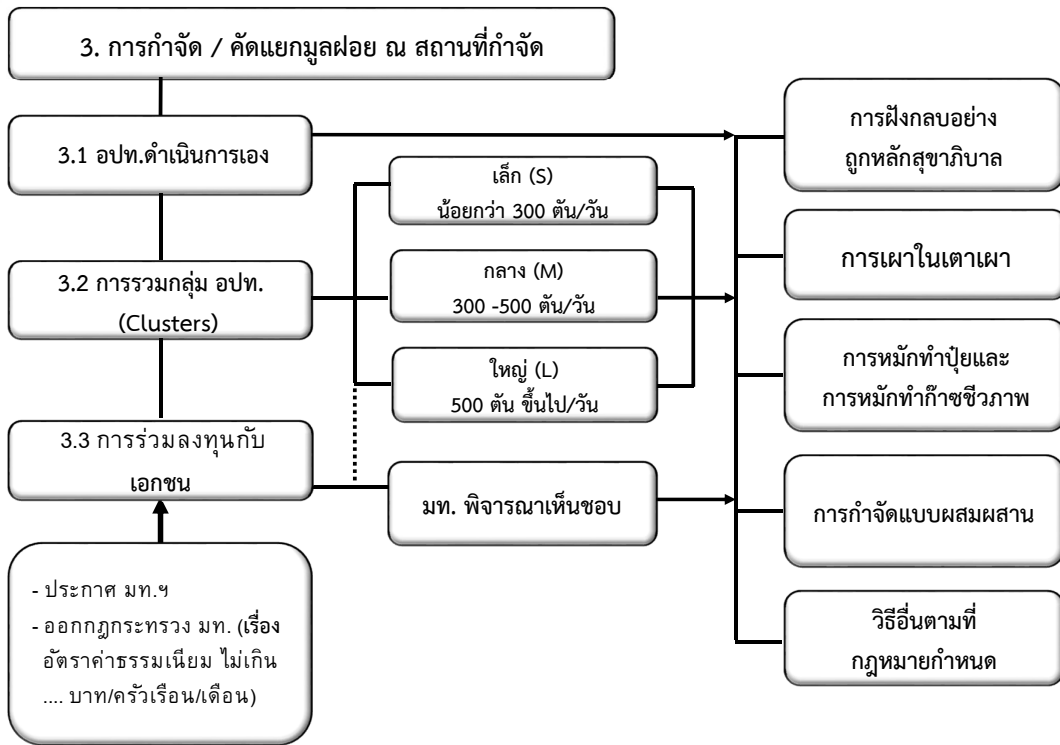 3. การกำจัด / คัดแยกมูลฝอย ณ สถานที่กำจัด
3.1 อปท.ดำเนินการเอง
3.2 การรวมกลุ่ม อปท.
(Clusters)
3.3 การร่วมลงทุนกับ
เอกชน
- ประกาศ มท.ฯ
- ออกกฎกระทรวง มท. (เรื่อง
อัตราค่าธรรมเนียม ไม่เกิน
.... บาท/ครัวเรือน/เดือน)
เล็ก (S)
น้อยกว่า 300 ตัน/วัน
กลาง (M)
300 -500 ตัน/วัน
ใหญ่ (L)
500 ตัน ขึ้นไป/วัน
มท. พิจารณาเห็นชอบ
การฝังกลบอย่าง
ถูกหลักสุขาภิบาล
การเผาในเตาเผา
การหมักทำปุ๋ยและ
การหมักทำก๊าซชีวภาพ
การกำจัดแบบผสมผสาน
วิธีอื่นตามที่
กฎหมายกำหนด